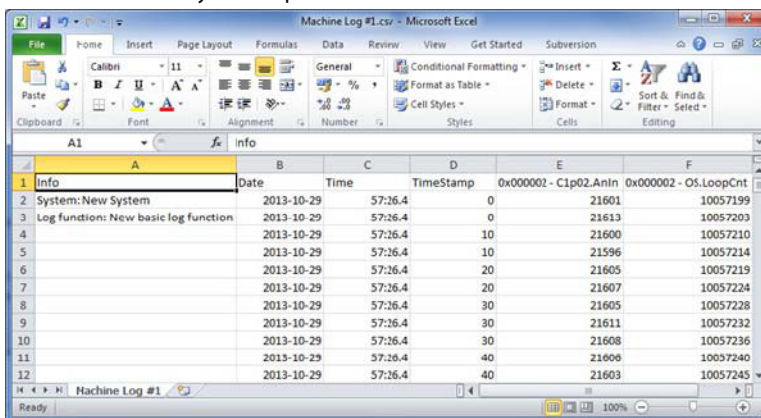 Machine Log #1.csv - Microsoft Excel
File Home Insert Page Layout Formulas Data Review View Get Started Subversion
Paste
Calibri 11
B I U
General
Conditional Formatting
Format as Table
Cell Styles
Insert
Delete
Format
Sort & Filter
Find & Select
Clipboard Font Alignment Number Styles Cells Editing
A1 fx Info
A B C D E F
1 Info Date Time TimeStamp 0x000002 - C1p02.AnIn 0x000002 - OS.LoopCnt
2 System: New System 2013-10-29 57:26.4 0 21601 10057199
3 Log function: New basic log function 2013-10-29 57:26.4 0 21613 10057203
4 2013-10-29 57:26.4 10 21600 10057210
5 2013-10-29 57:26.4 10 21596 10057214
6 2013-10-29 57:26.4 20 21605 10057219
7 2013-10-29 57:26.4 20 21607 10057224
8 2013-10-29 57:26.4 30 21605 10057228
9 2013-10-29 57:26.4 30 21611 10057232
10 2013-10-29 57:26.4 30 21608 10057236
11 2013-10-29 57:26.4 40 21606 10057240
12 2013-10-29 57:26.4 40 21603 10057245
Machine Log #1
Ready 100%